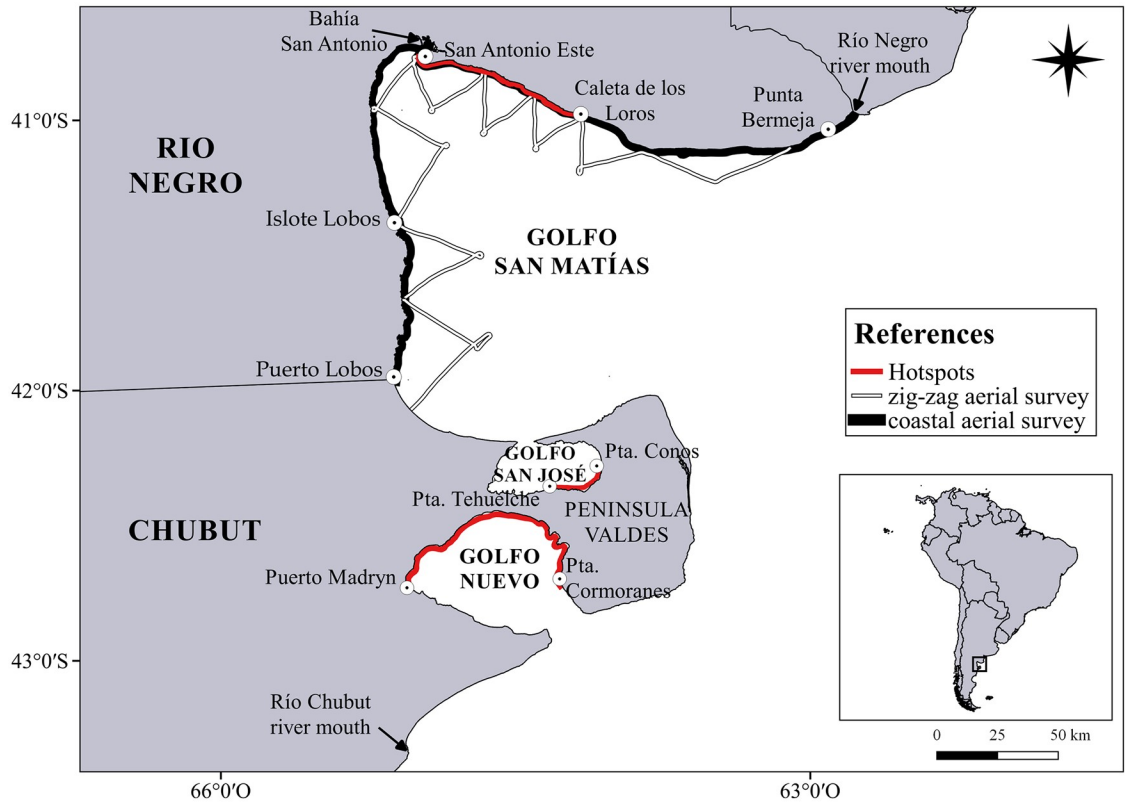 Bahía
San Antonio
San Antonio Este
Río Negro
river mouth
Caleta de los
Loros
Punta
Bermeja
41°0′S
RIO
NEGRO
Islote Lobos
GOLFO
SAN MATÍAS
References
Hotspots
zig-zag aerial survey
coastal aerial survey
Puerto Lobos
42°0′S
GOLFO
SAN JOSÉ
Pta. Conos
Pta. Tehuelche
PENINSULA
VALDES
CHUBUT
GOLFO
NUEVO
Puerto Madryn
Pta.
Cormoranes
43°0′S
Río Chubut
river mouth
0 25 50 km
66°0′O
63°0′O